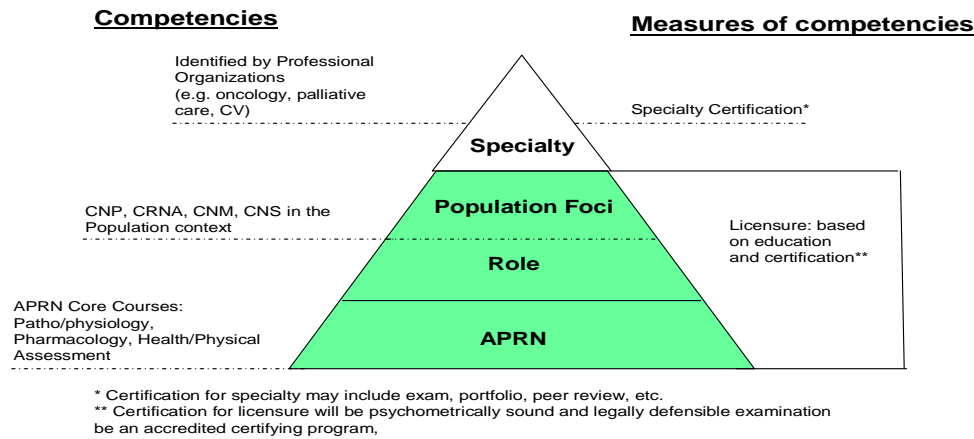 Competencies
Measures of competencies
Identified by Professional
Organizations
(e.g. oncology, palliative
care, CV)
Specialty Certification*
Specialty
CNP, CRNA, CNM, CNS in the
Population context
Population Foci
Licensure: based
on education
and certification**
Role
APRN Core Courses:
Patho/physiology,
Pharmacology, Health/Physical
Assessment
APRN
* Certification for specialty may include exam, portfolio, peer review, etc.
** Certification for licensure will be psychometrically sound and legally defensible examination
be an accredited certifying program,